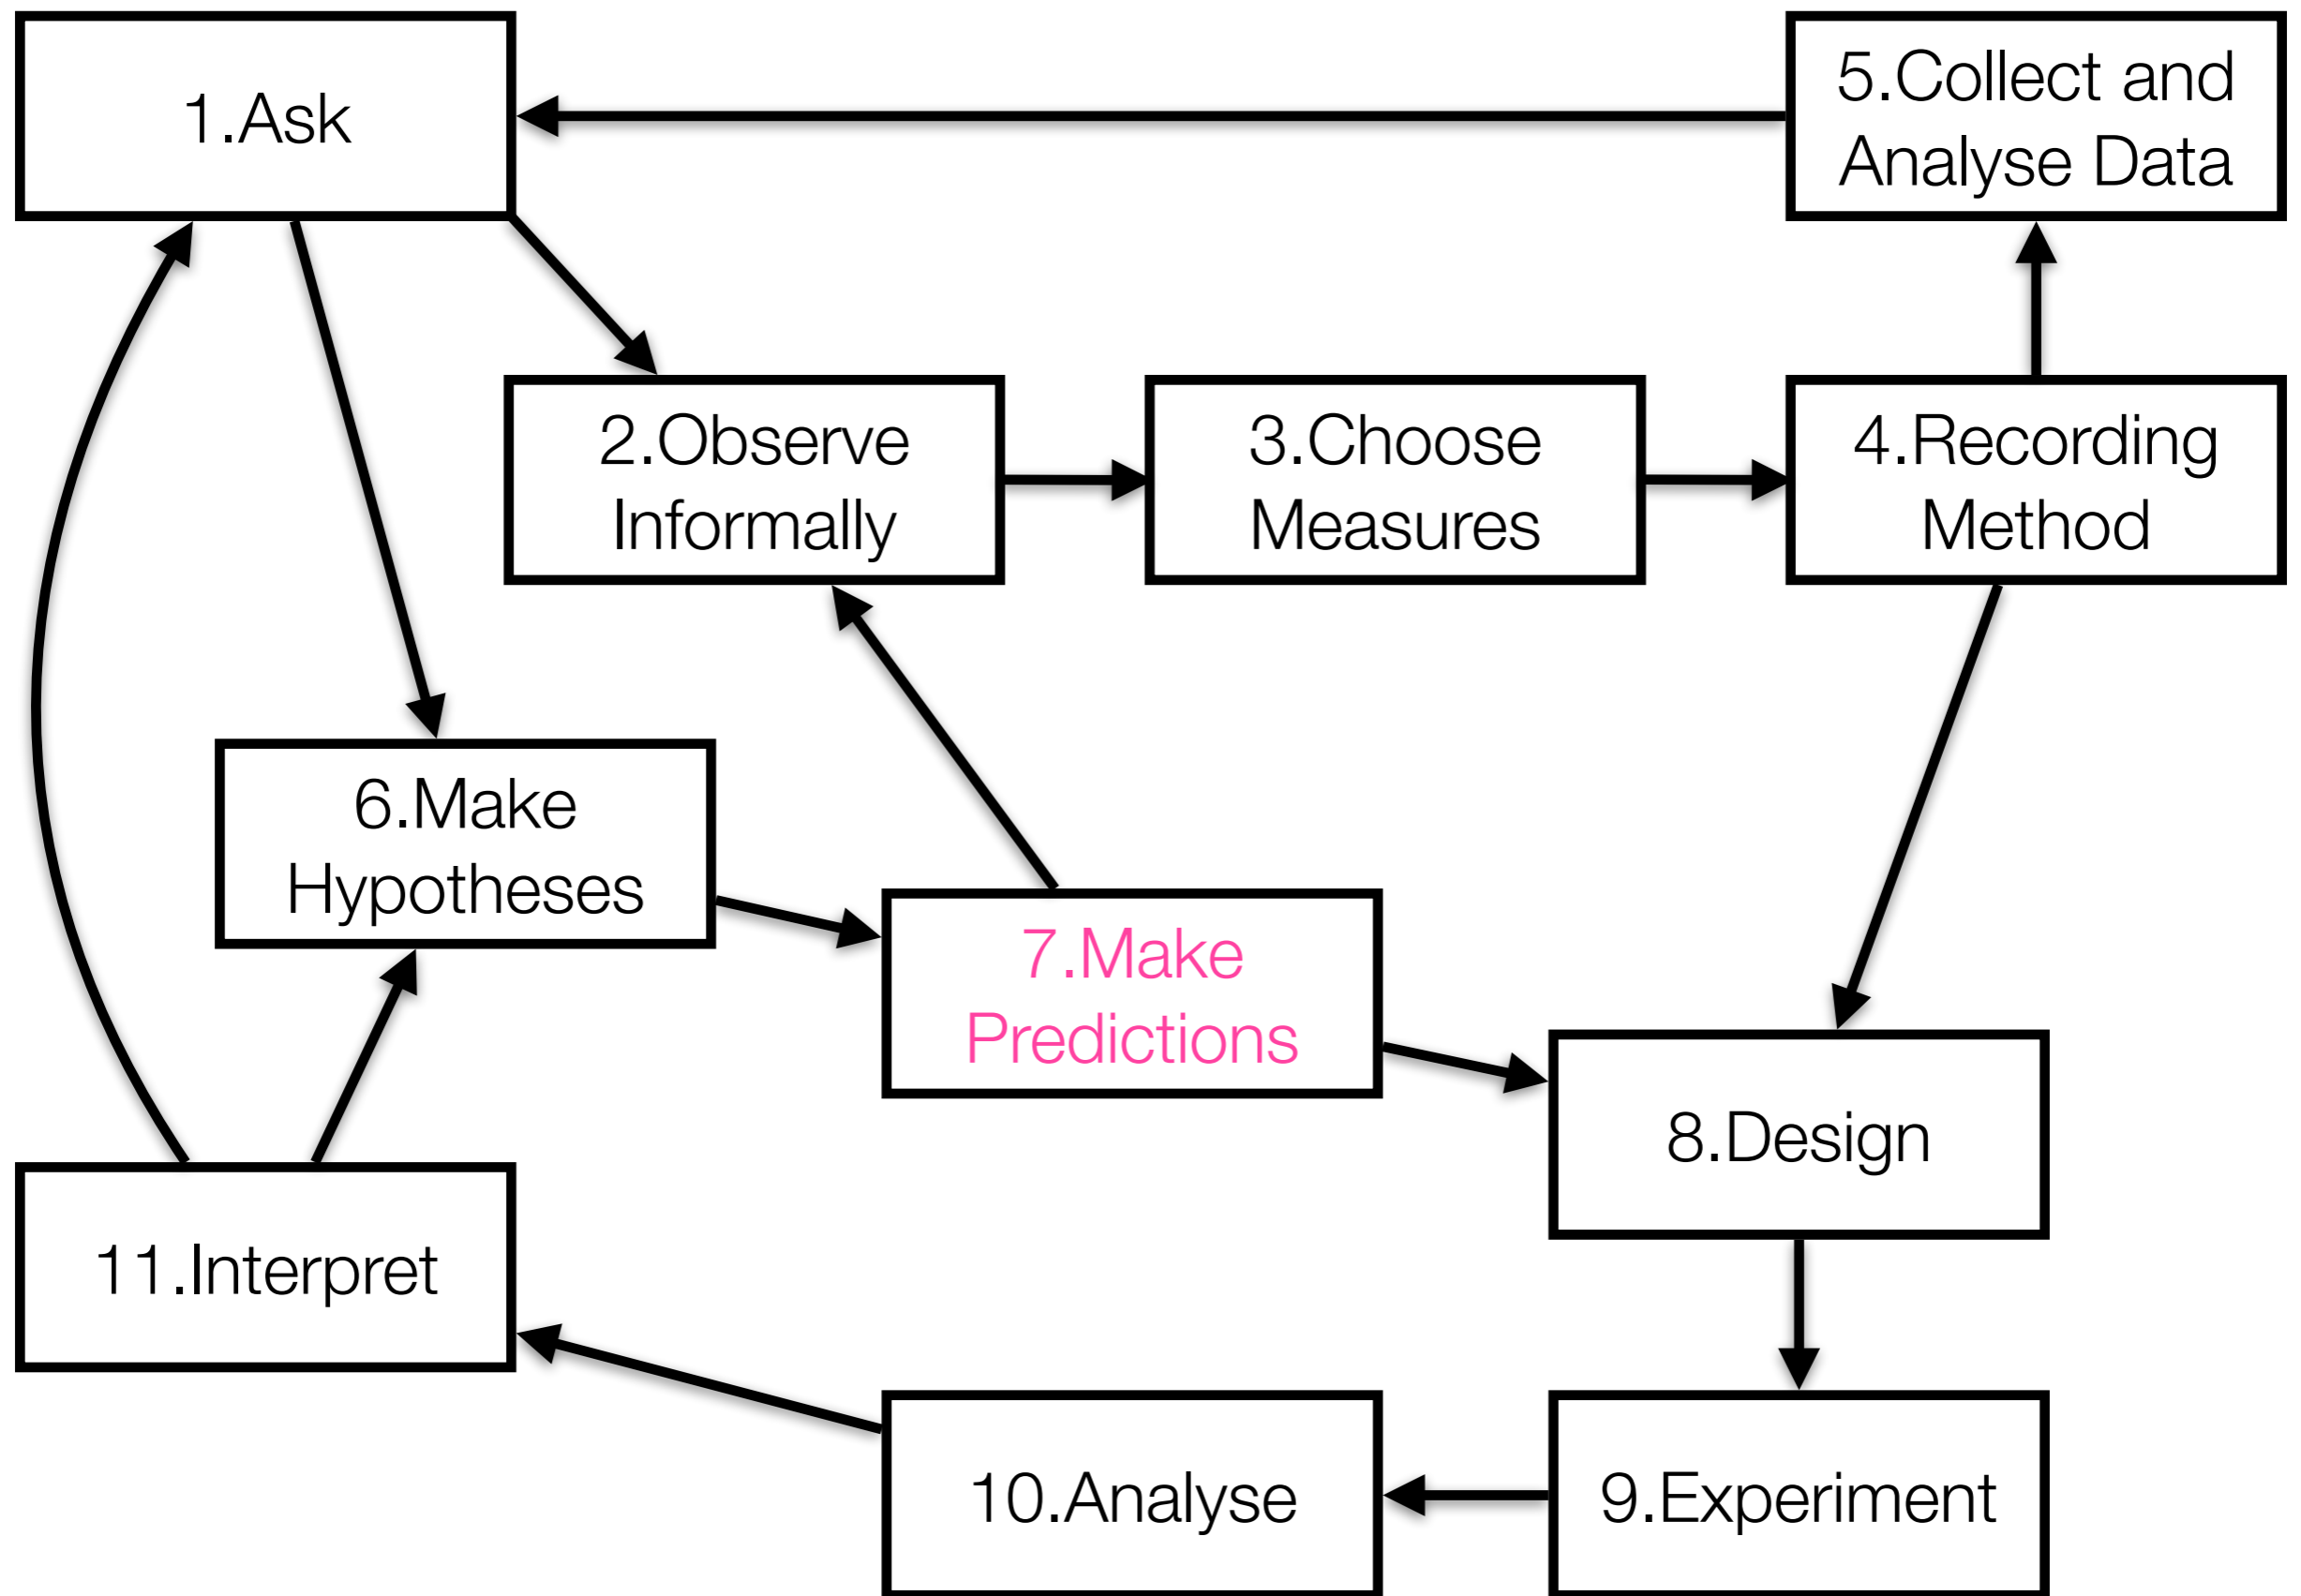 1.Ask
5.Collect and
Analyse Data
2.Observe
Informally
3.Choose
Measures
4.Recording
Method
6.Make
Hypotheses
7.Make
Predictions
8.Design
11.Interpret
10.Analyse
9.Experiment